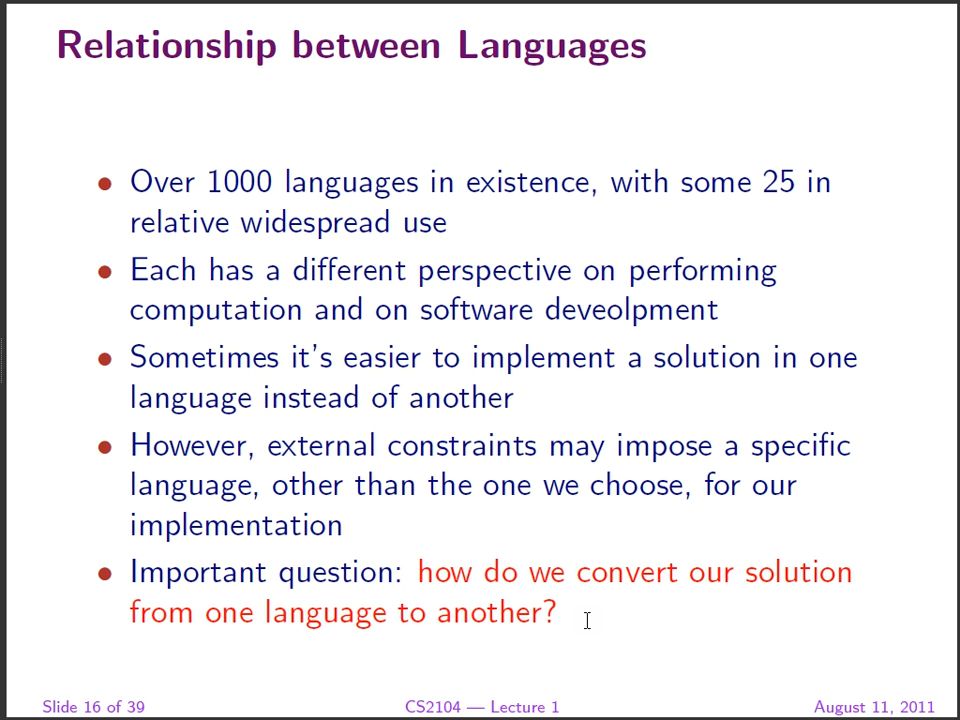 Relationship between Languages
• Over 1000 languages in existence, with some 25 in
relative widespread use
• Each has a different perspective on performing
computation and on software deveolpment
• Sometimes it's easier to implement a solution in one
language instead of another
• However, external constraints may impose a specific
language, other than the one we choose, for our
implementation
• Important question: how do we convert our solution
from one language to another?
Slide 16 of 39 CS2104 — Lecture 1 August 11, 2011